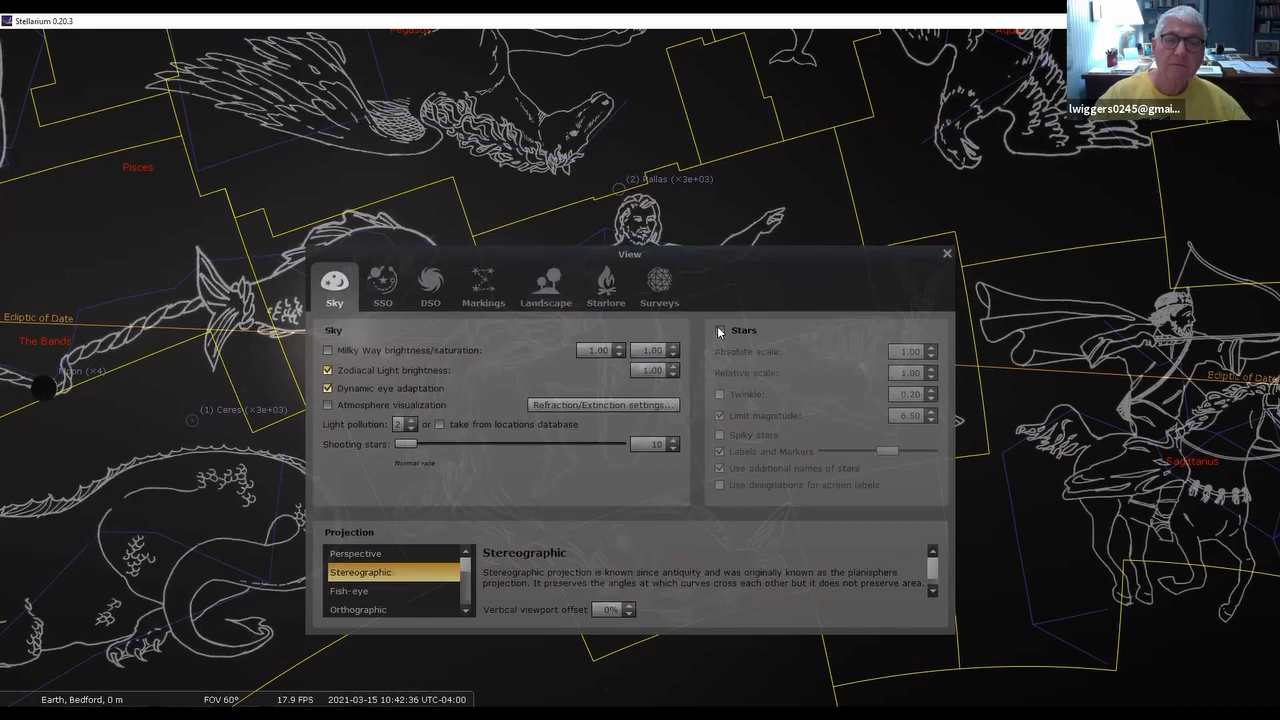 Stellarium 0.20.3
lwiggers0245@gmai...
Pisces
(2) Pallas (×3e+03)
View
Sky
SSO
DSO
Markings
Landscape
Starlore
Surveys
Ecliptic of Date
The Bands
Moon (×4)
(1) Ceres (×3e+03)
Ecliptic of Date
Sagittarius
Sky
Milky Way brightness/saturation: 1.00 1.00
Zodiacal Light brightness: 1.00
Dynamic eye adaptation
Atmosphere visualization Refraction/Extinction settings...
Light pollution: 2 or take from locations database
Shooting stars: 10
Normal rate
Stars
Absolute scale: 1.00
Relative scale: 1.00
Twinkle: 0.20
Limit magnitude: 6.50
Spiky stars
Labels and Markers
Use additional names of stars
Use designations for screen labels
Projection
Perspective
Stereographic
Fish-eye
Orthographic
Stereographic
Stereographic projection is known since antiquity and was originally known as the planisphere
projection. It preserves the angles at which curves cross each other but it does not preserve area.
Vertical viewport offset 0%
Earth, Bedford, 0 m FOV 60° 17.9 FPS 2021-03-15 10:42:36 UTC-04:00